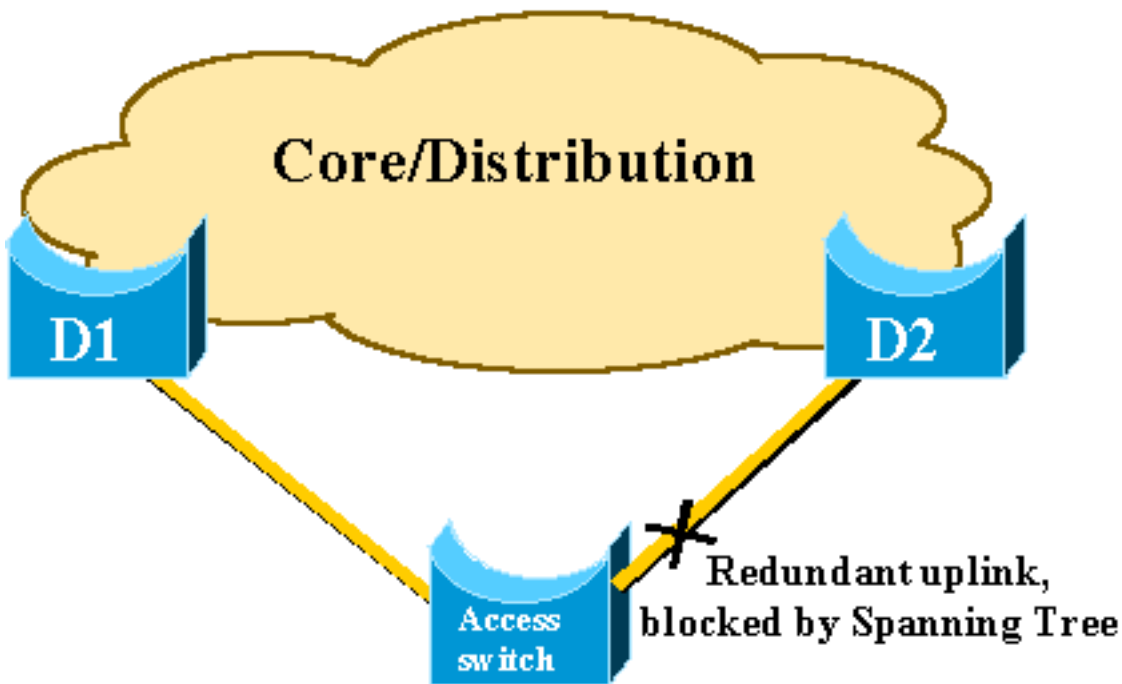 Core/Distribution
D1
D2
Redundant uplink,
blocked by Spanning Tree
Access
switch